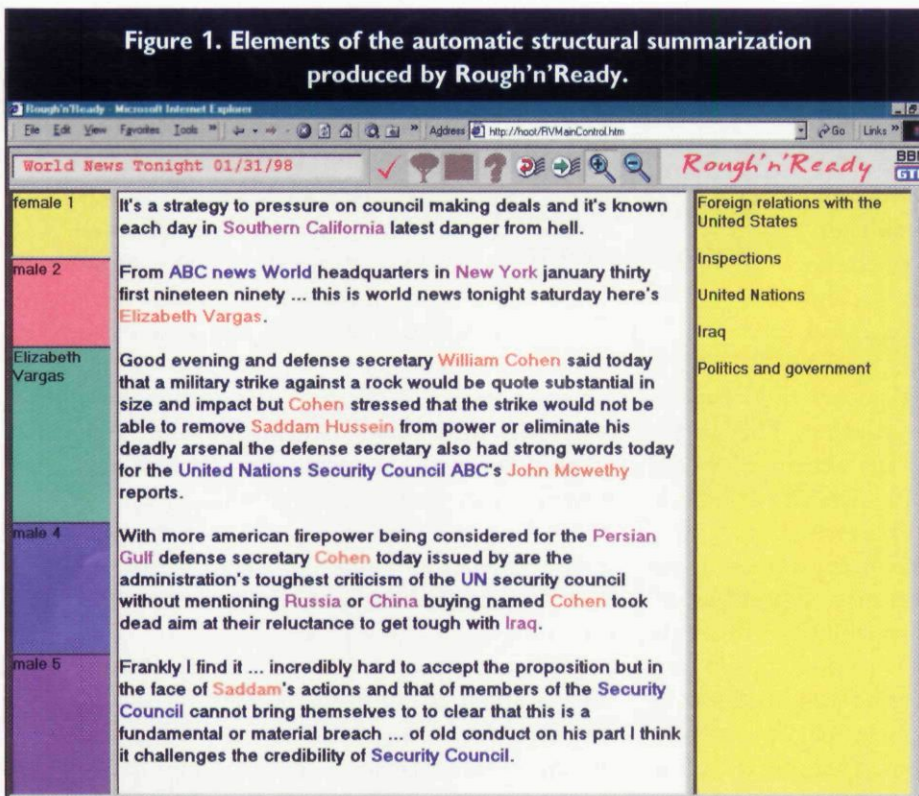 Figure 1. Elements of the automatic structural summarization
produced by Rough'n'Ready.
Rough'n'Ready - Microsoft Internet Explorer
File Edit View Favorites Tools » Address http://hoot/RVMainControl.htm Go Links »
World News Tonight 01/31/98
Rough'n'Ready
female 1
It's a strategy to pressure on council making deals and it's known
each day in Southern California latest danger from hell.
male 2
From ABC news World headquarters in New York january thirty
first nineteen ninety ... this is world news tonight saturday here's
Elizabeth Vargas.
Elizabeth
Vargas
Good evening and defense secretary William Cohen said today
that a military strike against a rock would be quote substantial in
size and impact but Cohen stressed that the strike would not be
able to remove Saddam Hussein from power or eliminate his
deadly arsenal the defense secretary also had strong words today
for the United Nations Security Council ABC's John Mcwethy
reports.
male 4
With more american firepower being considered for the Persian
Gulf defense secretary Cohen today issued by are the
administration's toughest criticism of the UN security council
without mentioning Russia or China buying named Cohen took
dead aim at their reluctance to get tough with Iraq.
male 5
Frankly I find it ... incredibly hard to accept the proposition but in
the face of Saddam's actions and that of members of the Security
Council cannot bring themselves to to clear that this is a
fundamental or material breach ... of old conduct on his part I think
it challenges the credibility of Security Council.
Foreign relations with the
United States
Inspections
United Nations
Iraq
Politics and government